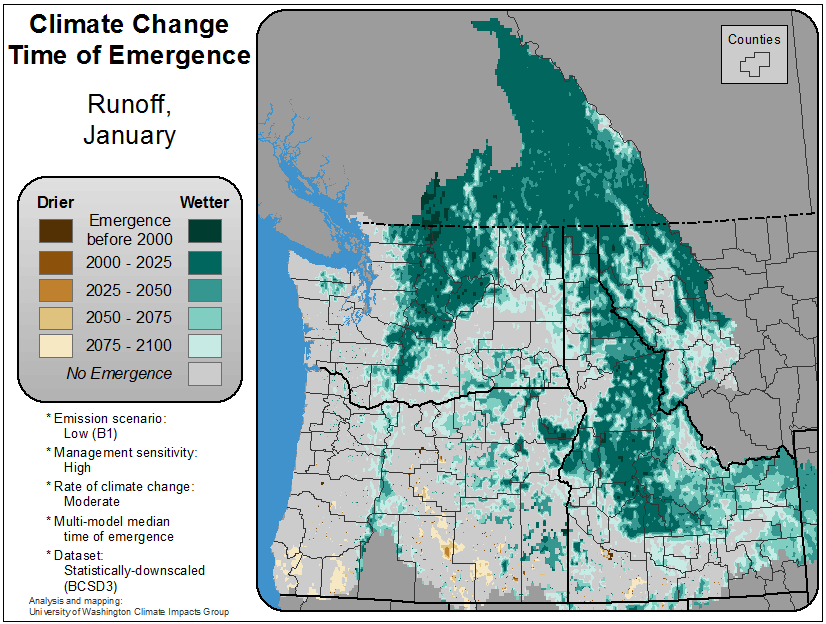 Climate Change
Time of Emergence
Runoff,
January
Drier
Wetter
Emergence
before 2000
2000 - 2025
2025 - 2050
2050 - 2075
2075 - 2100
No Emergence
* Emission scenario:
Low (B1)
* Management sensitivity:
High
* Rate of climate change:
Moderate
* Multi-model median
time of emergence
* Dataset:
Statistically-downscaled
(BCSD3)
Analysis and mapping:
University of Washington Climate Impacts Group
Counties